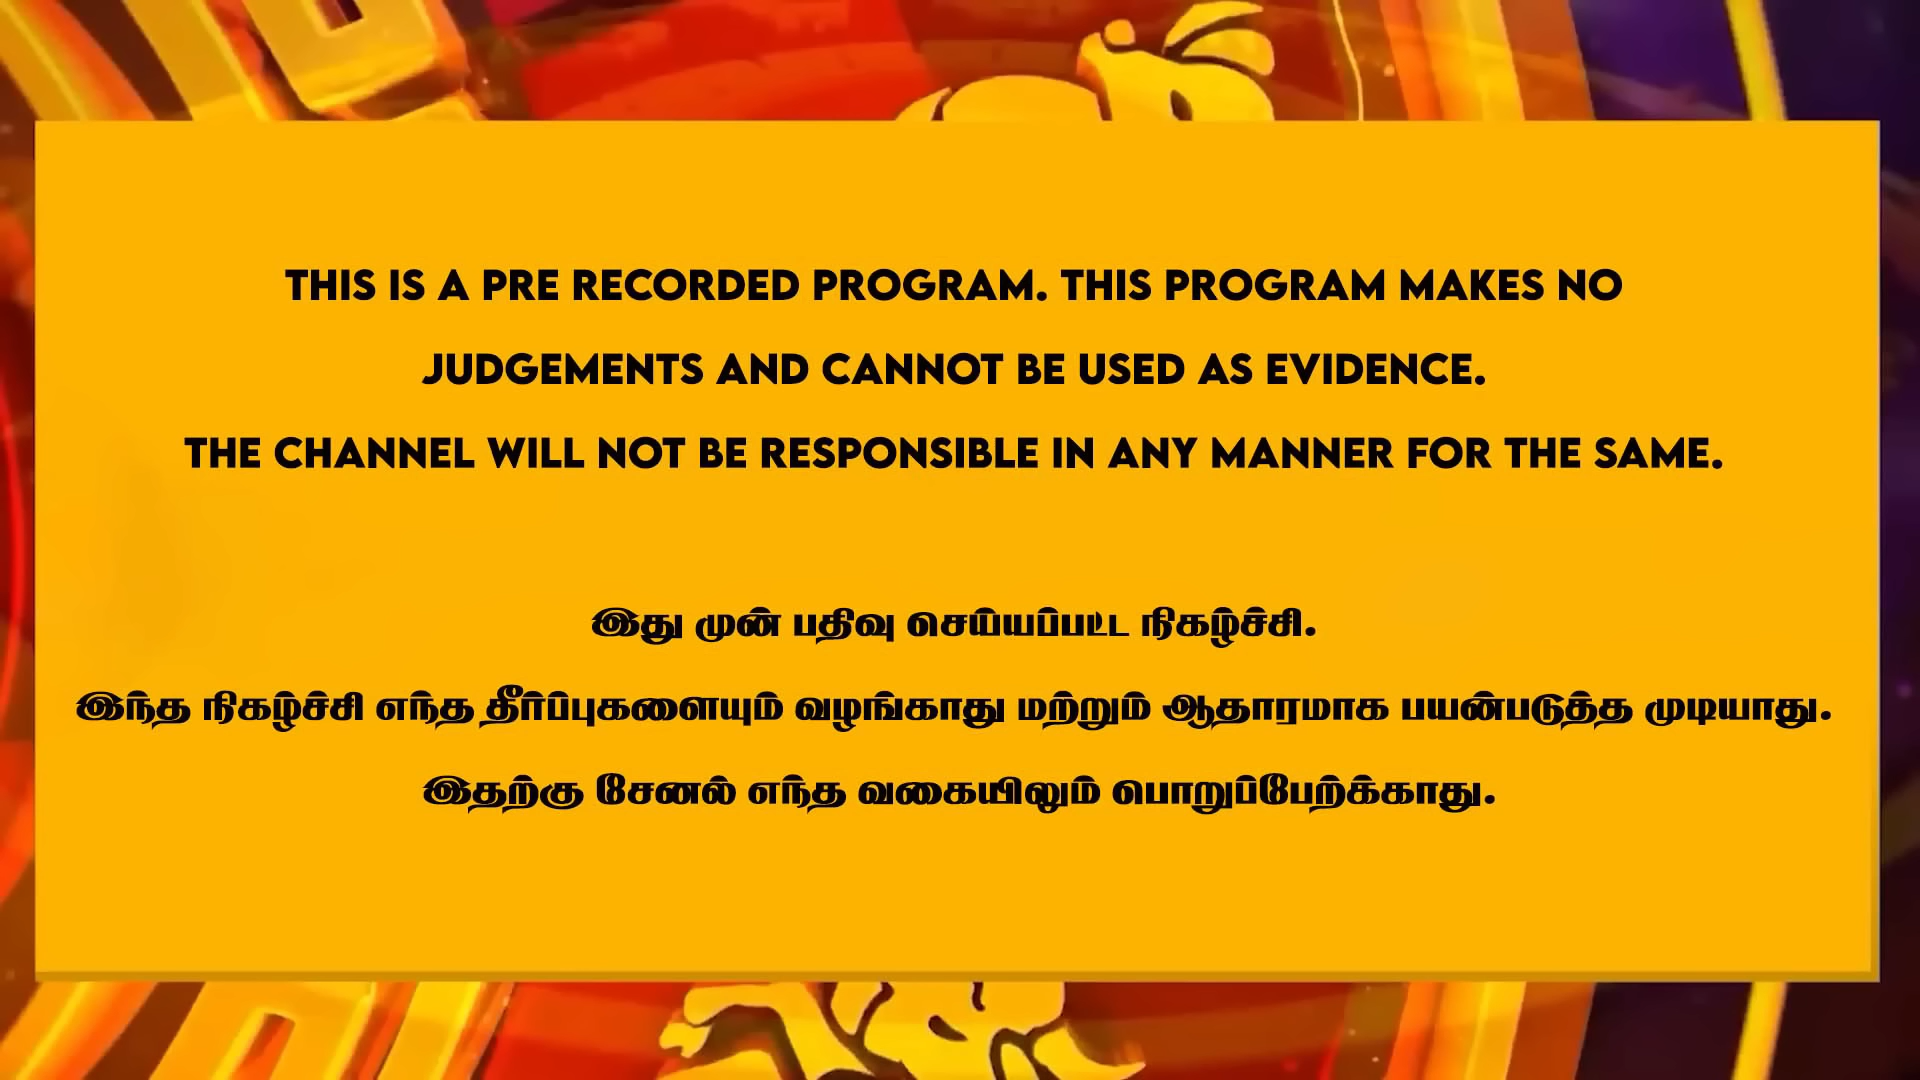 THIS IS A PRE RECORDED PROGRAM. THIS PROGRAM MAKES NO
JUDGEMENTS AND CANNOT BE USED AS EVIDENCE.
THE CHANNEL WILL NOT BE RESPONSIBLE IN ANY MANNER FOR THE SAME.
இது முன் பதிவு செய்யப்பட்ட நிகழ்ச்சி.
இந்த நிகழ்ச்சி எந்த தீர்ப்புகளையும் வழங்காது மற்றும் ஆதாரமாக பயன்படுத்த முடியாது.
இதற்கு சேனல் எந்த வகையிலும் பொறுப்பேற்க்காது.